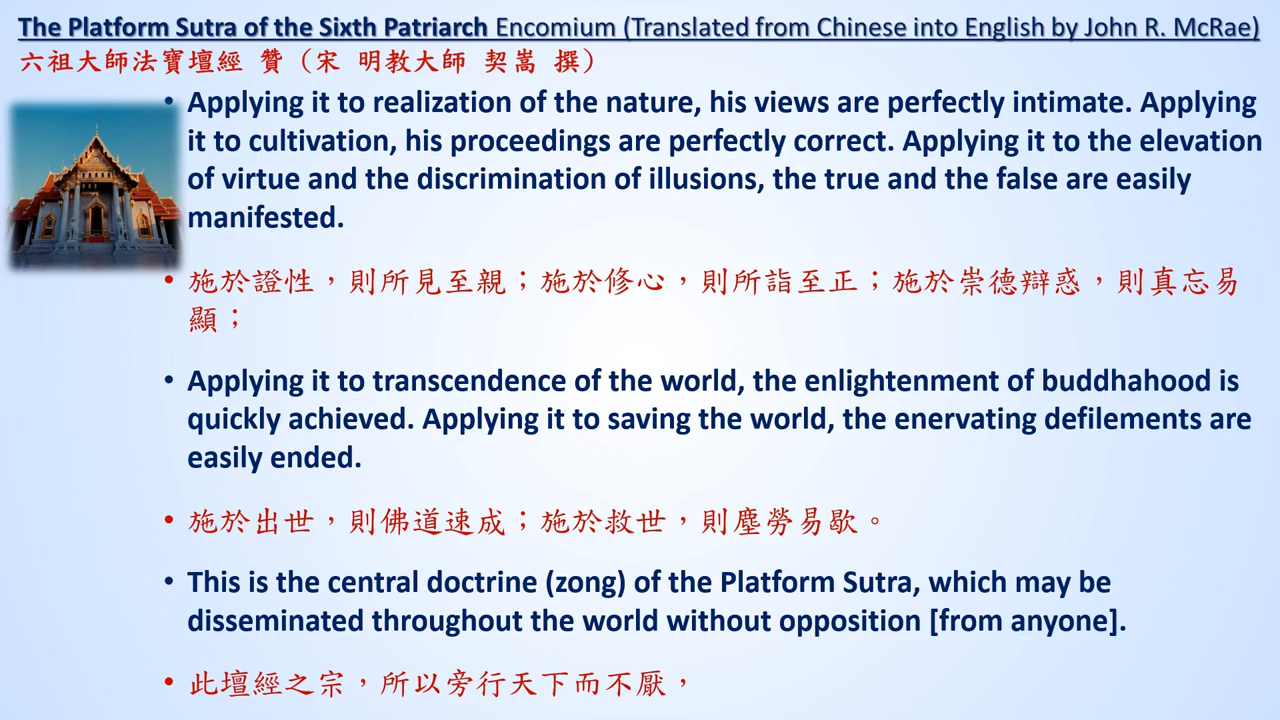 The Platform Sutra of the Sixth Patriarch Encomium (Translated from Chinese into English by John R. McRae)
六祖大師法寶壇經 贊 (宋 明教大師 契嵩 撰)
• Applying it to realization of the nature, his views are perfectly intimate. Applying
it to cultivation, his proceedings are perfectly correct. Applying it to the elevation
of virtue and the discrimination of illusions, the true and the false are easily
manifested.
• 施於證性，則所見至親；施於修心，則所詣至正；施於崇德辯惑，則真忘易
顯；
• Applying it to transcendence of the world, the enlightenment of buddhahood is
quickly achieved. Applying it to saving the world, the enervating defilements are
easily ended.
• 施於出世，則佛道速成；施於救世，則塵勞易歇。
• This is the central doctrine (zong) of the Platform Sutra, which may be
disseminated throughout the world without opposition [from anyone].
• 此壇經之宗，所以旁行天下而不厭，